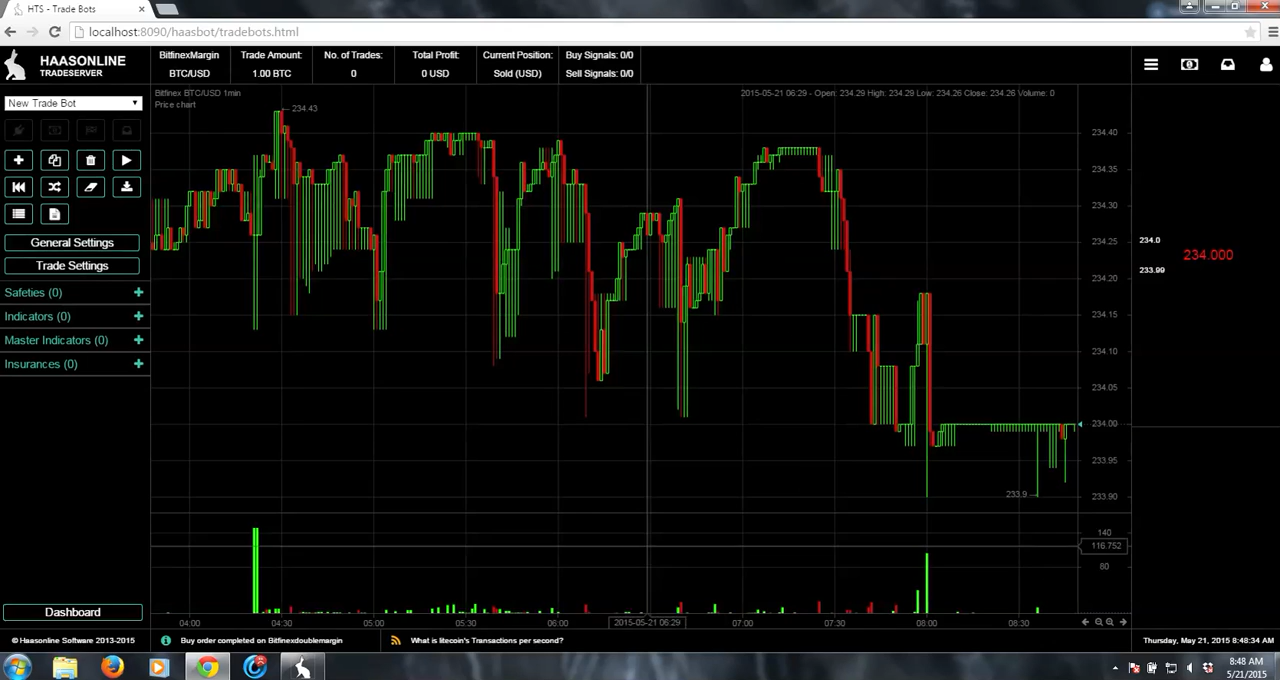 HTS - Trade Bots
localhost:8090/haasbot/tradebots.html
HAASONLINE
TRADESERVER
BitfinexMargin
BTC/USD
Trade Amount:
1.00 BTC
No. of Trades:
0
Total Profit:
0 USD
Current Position:
Sold (USD)
Buy Signals: 0/0
Sell Signals: 0/0
New Trade Bot
General Settings
Trade Settings
Safeties (0)
Indicators (0)
Master Indicators (0)
Insurances (0)
Dashboard
Bitfinex BTC/USD 1min
Price chart
2015-05-21 06:29 - Open: 234.29 High: 234.29 Low: 234.26 Close: 234.26 Volume: 0
234.43
233.9
234.40
234.35
234.30
234.25
234.20
234.15
234.10
234.05
234.00
233.95
233.90
140
116.752
80
04:00
04:30
05:00
05:30
06:00
2015-05-21 06:29
07:00
07:30
08:00
08:30
234.0
233.99
234.000
© Haasonline Software 2013-2015
Buy order completed on Bitfinexdoublemargin
What is litecoin's Transactions per second?
Thursday, May 21, 2015 8:48:34 AM
8:48 AM
5/21/2015